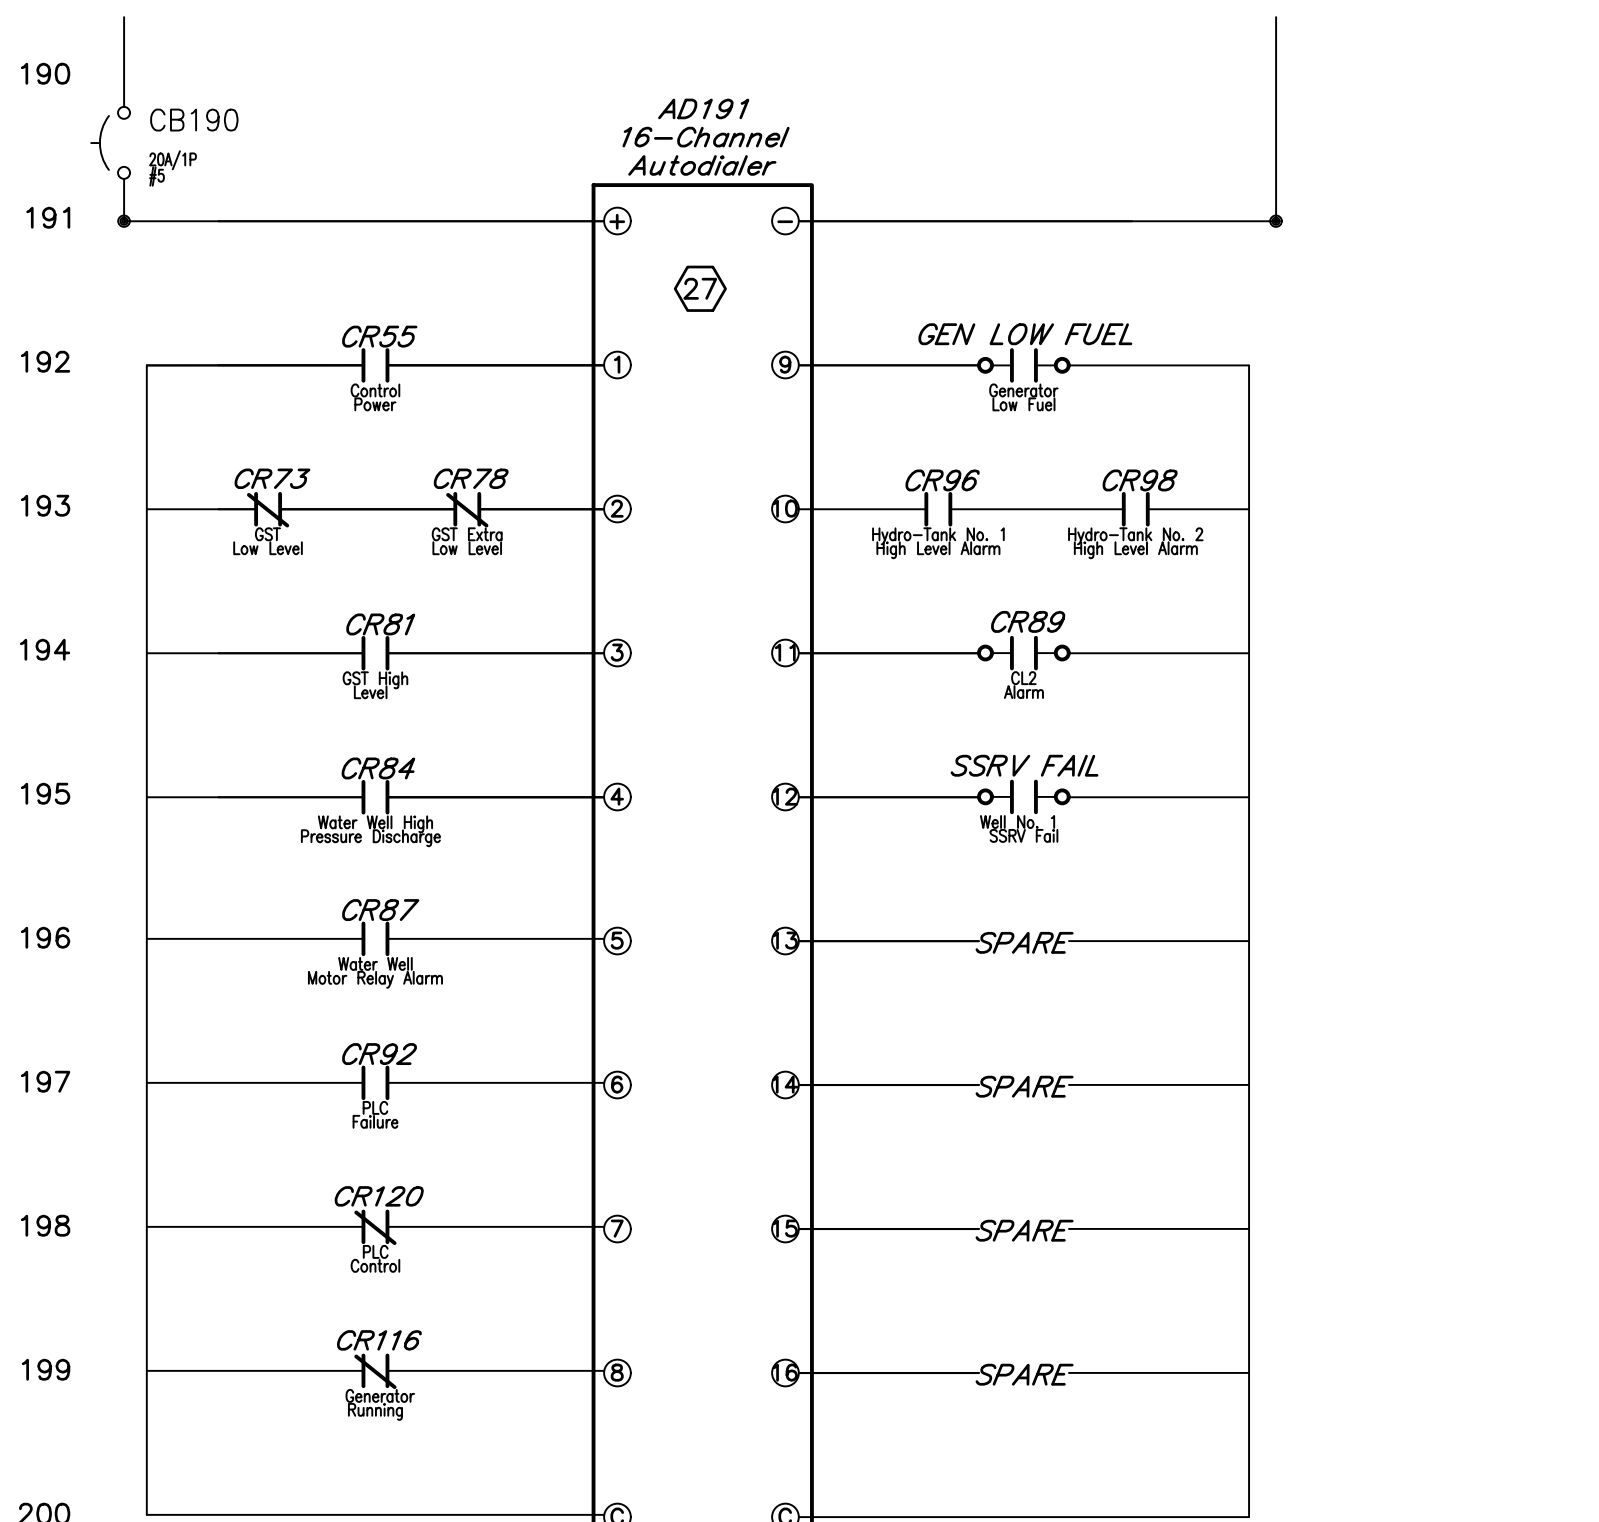 190
CB190
20A/1P
#5
AD191
16-Channel
Autodialer
191
+
−
27
192
CR55
Control
Power
1
9
GEN LOW FUEL
Generator
Low Fuel
193
CR73
GST
Low Level
CR78
GST Extra
Low Level
2
10
CR96
Hydro-Tank No. 1
High Level Alarm
CR98
Hydro-Tank No. 2
High Level Alarm
194
CR81
GST High
Level
3
11
CR89
CL2
Alarm
195
CR84
Water Well High
Pressure Discharge
4
12
SSRV FAIL
Well No. 1
SSRV Fail
196
CR87
Water Well
Motor Relay Alarm
5
13
SPARE
197
CR92
PLC
Failure
6
14
SPARE
198
CR120
PLC
Control
7
15
SPARE
199
CR116
Generator
Running
8
16
SPARE
200
C
C